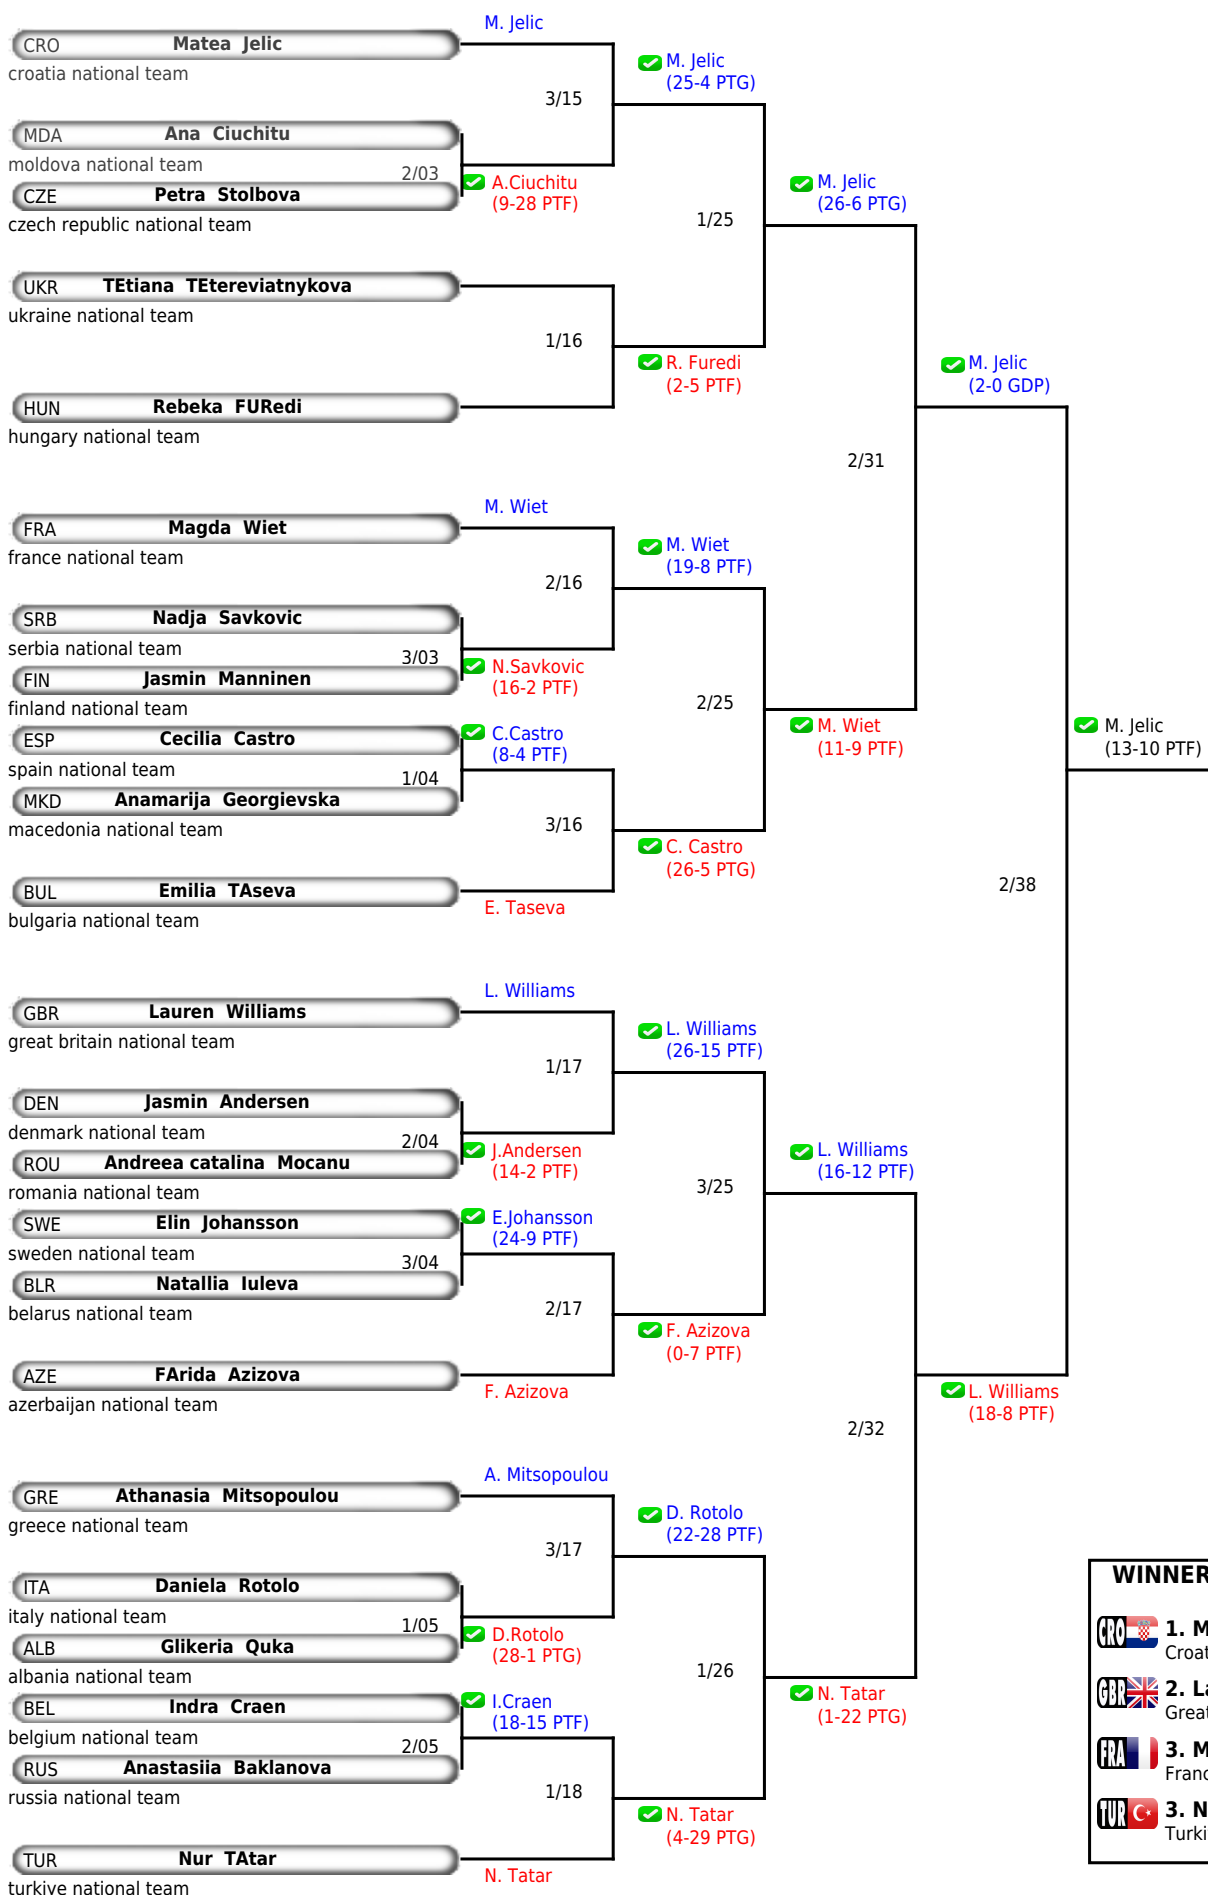 M. Jelic
CRO Matea Jelic
croatia national team
M. Jelic
(25-4 PTG)
3/15
MDA Ana Ciuchitu
moldova national team
2/03
A.Ciuchitu
(9-28 PTF)
CZE Petra Stolbova
czech republic national team
M. Jelic
(26-6 PTG)
1/25
UKR TEtiana TEtereviatnykova
ukraine national team
1/16
R. Furedi
(2-5 PTF)
HUN Rebeka FURedi
hungary national team
M. Jelic
(2-0 GDP)
2/31
M. Wiet
FRA Magda Wiet
france national team
M. Wiet
(19-8 PTF)
2/16
SRB Nadja Savkovic
serbia national team
3/03
N.Savkovic
(16-2 PTF)
FIN Jasmin Manninen
finland national team
2/25
M. Wiet
(11-9 PTF)
M. Jelic
(13-10 PTF)
ESP Cecilia Castro
spain national team
C.Castro
(8-4 PTF)
1/04
MKD Anamarija Georgievska
macedonia national team
3/16
C. Castro
(26-5 PTG)
BUL Emilia TAseva
bulgaria national team
E. Taseva
2/38
L. Williams
GBR Lauren Williams
great britain national team
L. Williams
(26-15 PTF)
1/17
DEN Jasmin Andersen
denmark national team
2/04
J.Andersen
(14-2 PTF)
ROU Andreea catalina Mocanu
romania national team
L. Williams
(16-12 PTF)
3/25
SWE Elin Johansson
sweden national team
E.Johansson
(24-9 PTF)
3/04
BLR Natallia Iuleva
belarus national team
2/17
F. Azizova
(0-7 PTF)
AZE FArida Azizova
azerbaijan national team
F. Azizova
L. Williams
(18-8 PTF)
2/32
A. Mitsopoulou
GRE Athanasia Mitsopoulou
greece national team
D. Rotolo
(22-28 PTF)
3/17
ITA Daniela Rotolo
italy national team
1/05
D.Rotolo
(28-1 PTG)
ALB Glikeria Quka
albania national team
1/26
N. Tatar
(1-22 PTG)
BEL Indra Craen
belgium national team
I.Craen
(18-15 PTF)
2/05
RUS Anastasiia Baklanova
russia national team
1/18
N. Tatar
(4-29 PTG)
TUR Nur TAtar
turkiye national team
N. Tatar
WINNER
CRO 1. M
Croat
GBR 2. La
Great
FRA 3. M
Franc
TUR 3. N
Turki